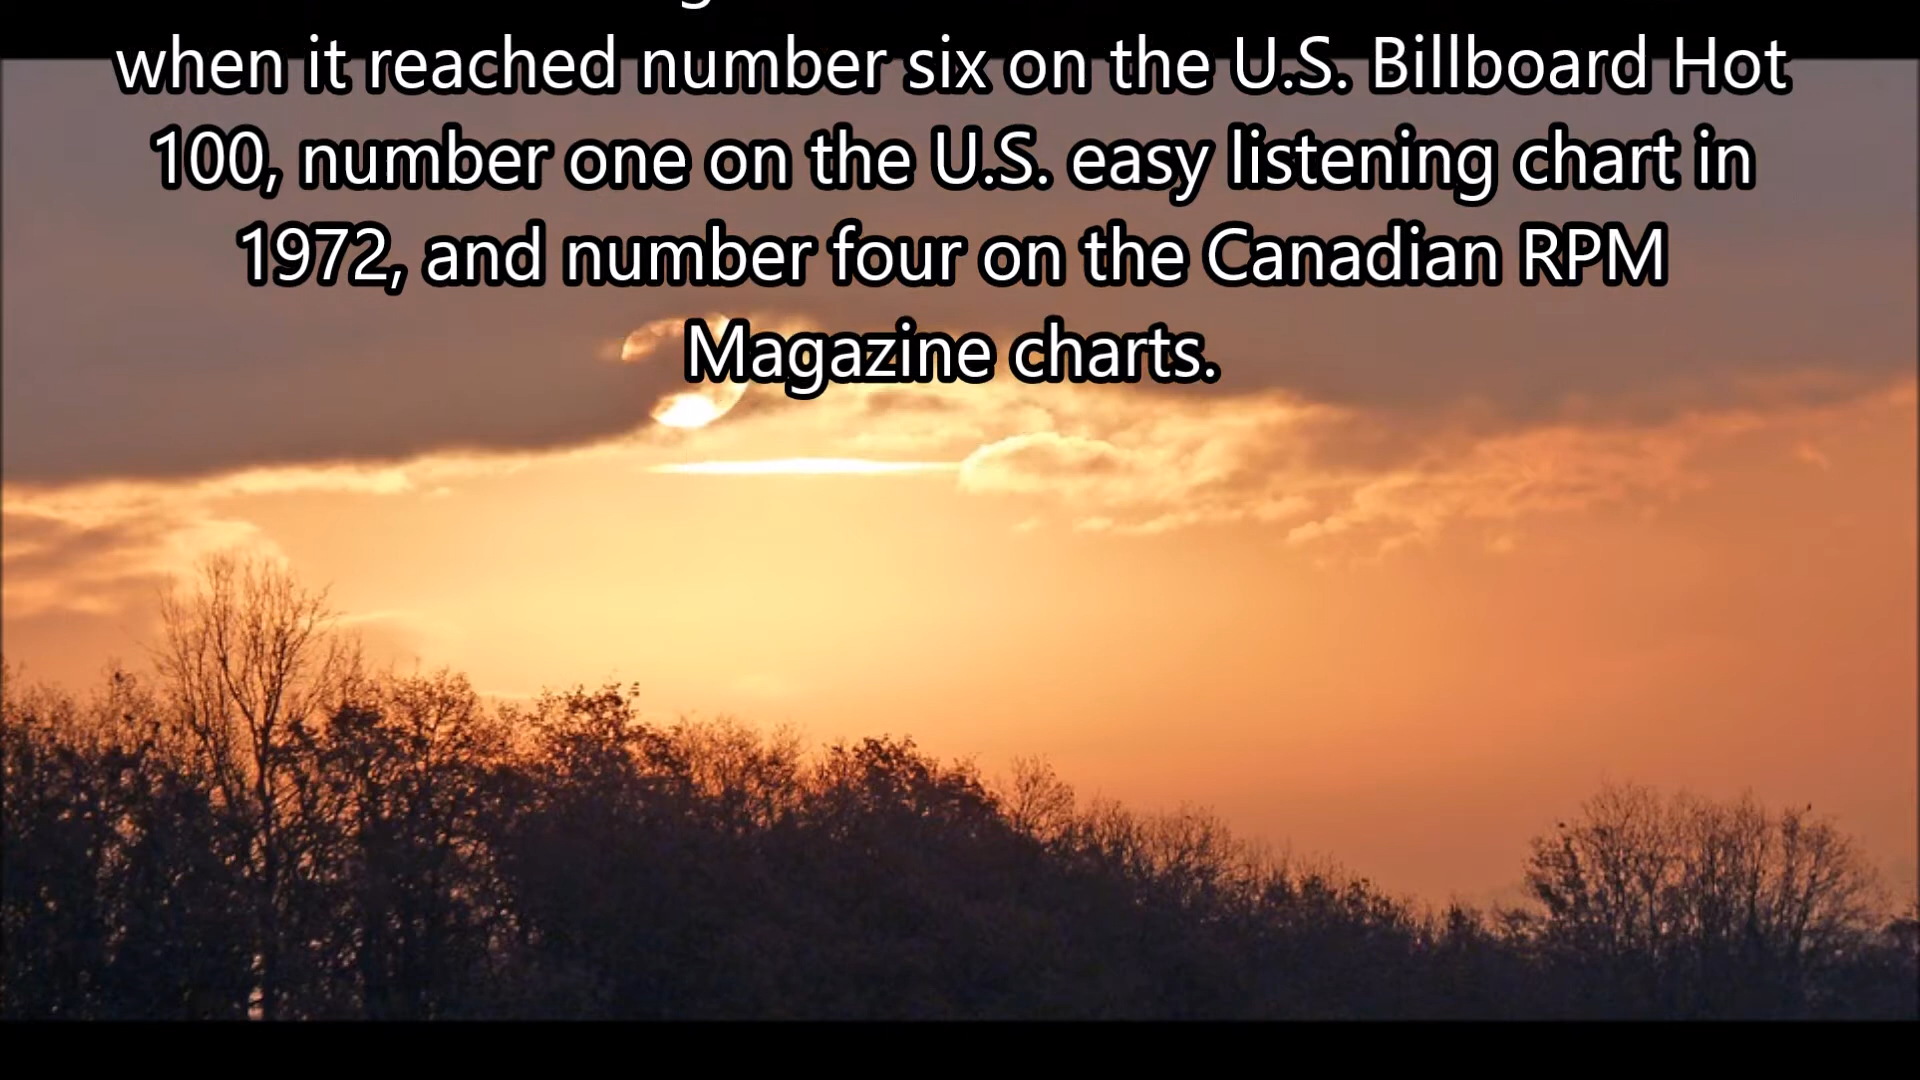 when it reached number six on the U.S. Billboard Hot
100, number one on the U.S. easy listening chart in
1972, and number four on the Canadian RPM
Magazine charts.